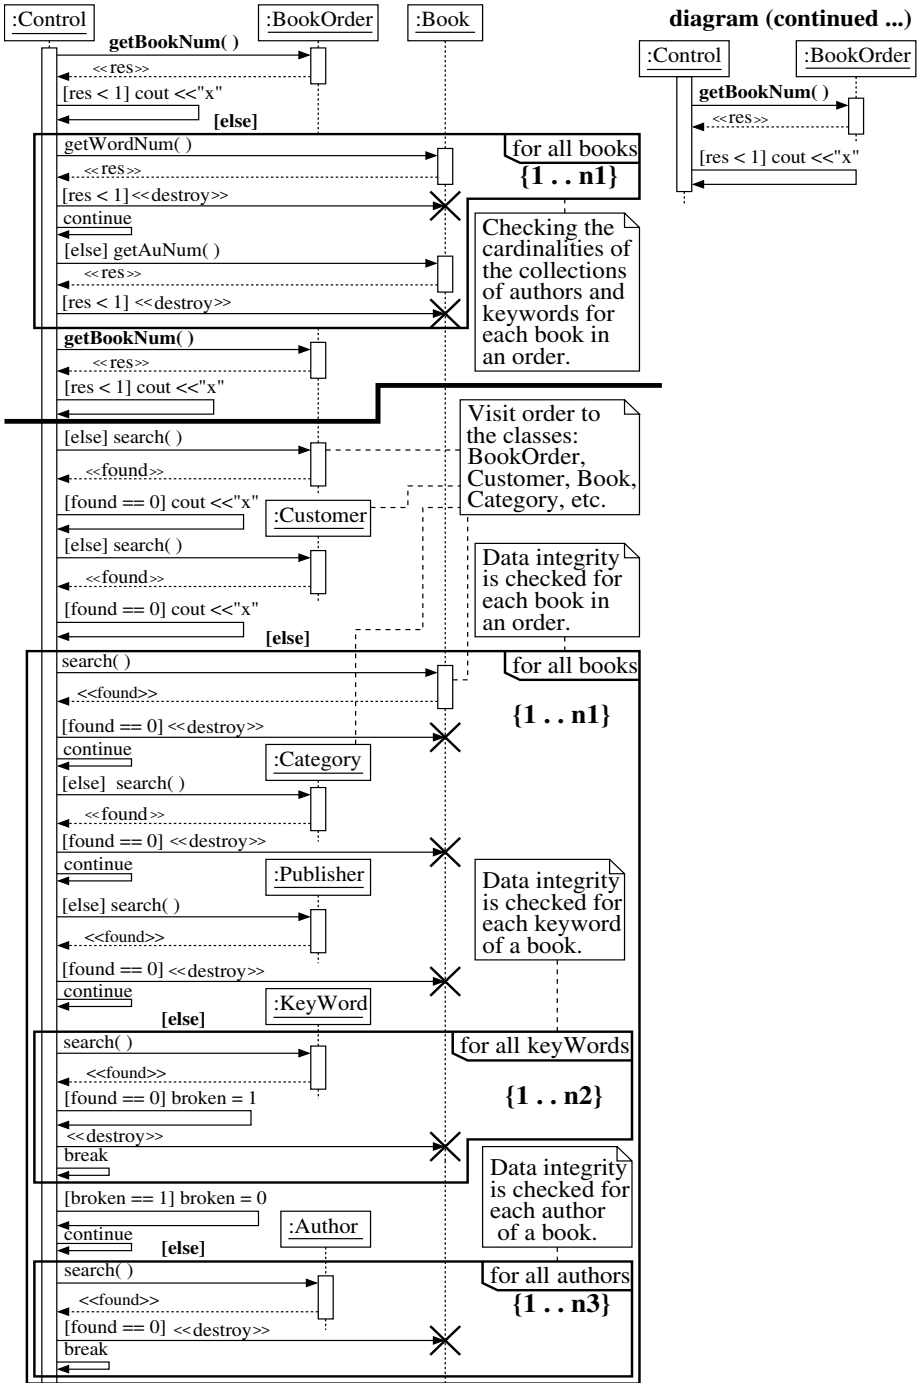 :Control
:BookOrder
:Book
getBookNum( )
<<res>>
[res < 1] cout <<"x"
[else]
getWordNum( )
for all books
<<res>>
{1 . . n1}
[res < 1] <<destroy>>
continue
Checking the
cardinalities of
the collections
of authors and
keywords for
each book in
an order.
[else] getAuNum( )
<<res>>
[res < 1] <<destroy>>
getBookNum( )
<<res>>
[res < 1] cout <<"x"
Visit order to
the classes:
BookOrder,
Customer, Book,
Category, etc.
[else] search( )
<<found>>
[found == 0] cout <<"x"
:Customer
[else] search( )
<<found>>
Data integrity
is checked for
each book in
an order.
[found == 0] cout <<"x"
[else]
search( )
for all books
<<found>>
{1 . . n1}
[found == 0] <<destroy>>
continue
:Category
[else] search( )
<<found>>
[found == 0] <<destroy>>
continue
:Publisher
Data integrity
is checked for
each keyword
of a book.
[else] search( )
<<found>>
[found == 0] <<destroy>>
continue
:KeyWord
[else]
search( )
for all keyWords
<<found>>
{1 . . n2}
[found == 0] broken = 1
<<destroy>>
break
Data integrity
is checked for
each author
of a book.
[broken == 1] broken = 0
:Author
continue
[else]
search( )
for all authors
<<found>>
{1 . . n3}
[found == 0] <<destroy>>
break
diagram (continued ...)
:Control
:BookOrder
getBookNum( )
<<res>>
[res < 1] cout <<"x"